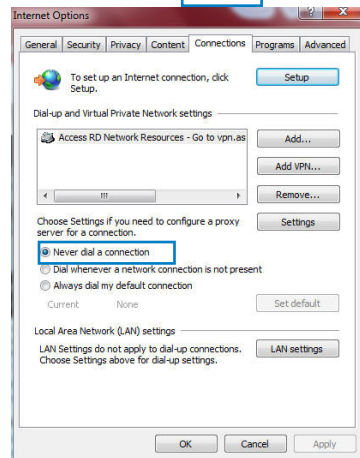 Internet Options
General Security Privacy Content Connections Programs Advanced
To set up an Internet connection, click
Setup.
Setup
Dial-up and Virtual Private Network settings
Access RD Network Resources - Go to vpn.as
Add...
Add VPN...
Remove...
Choose Settings if you need to configure a proxy
server for a connection.
Settings
Never dial a connection
Dial whenever a network connection is not present
Always dial my default connection
Current None
Set default
Local Area Network (LAN) settings
LAN Settings do not apply to dial-up connections.
Choose Settings above for dial-up settings.
LAN settings
OK Cancel Apply